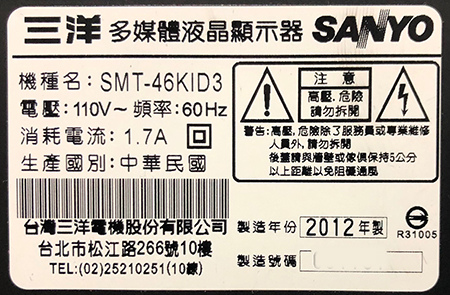 三洋 多媒體液晶顯示器 SANYO
機種名：SMT-46KID3
電壓：110V～ 頻率：60Hz
消耗電流：1.7A
生產國別：中華民國
注 意
高壓，危險
請勿拆開
警告：高壓，危險除了服務員或專業維修
人員外，請勿拆開
後蓋請與牆壁或傢俱保持5公分
以上距離以免阻礙通風
台灣三洋電機股份有限公司
台北市松江路266號10樓
TEL:(02)25210251(10線)
製造年份 2012年製
製造號碼
R31005